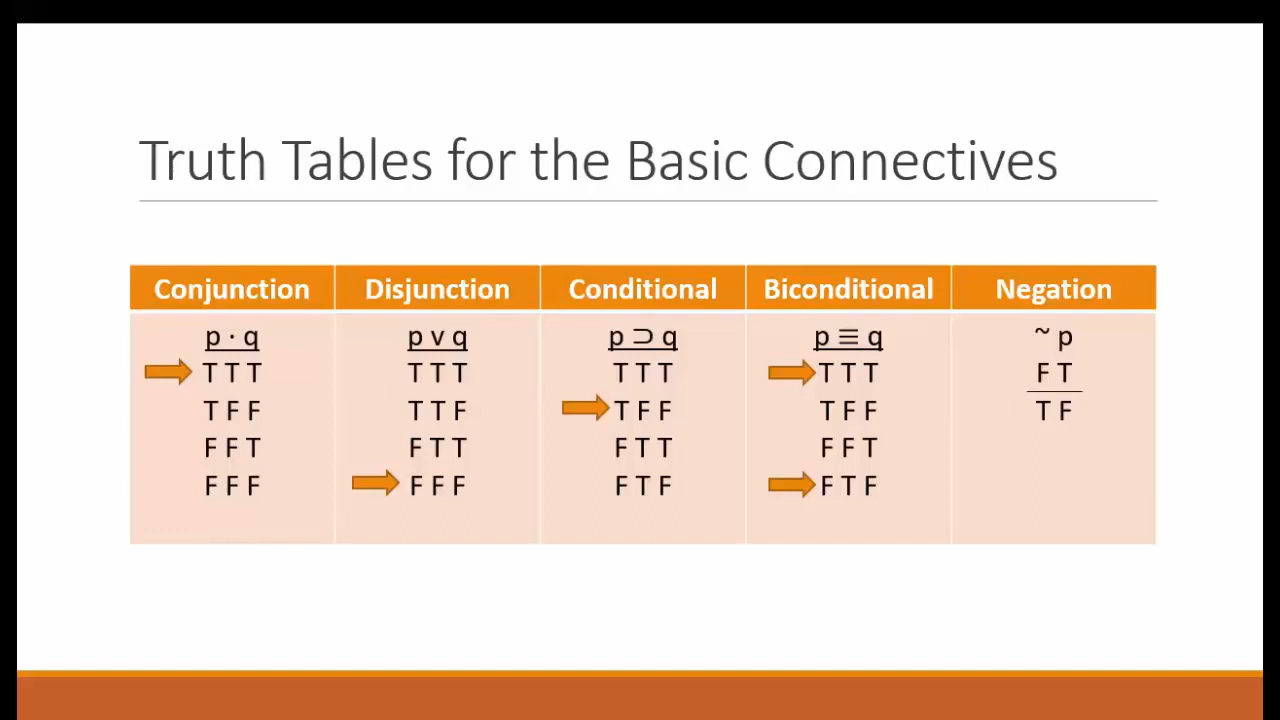 Truth Tables for the Basic Connectives
Conjunction Disjunction Conditional Biconditional Negation
p · q p v q p ⊃ q p ≡ q ~ p
T T T T T T T T T T T T F T
T F F T T F T F F T F F T F
F F T F T T F T T F F T
F F F F F F F T F F T F